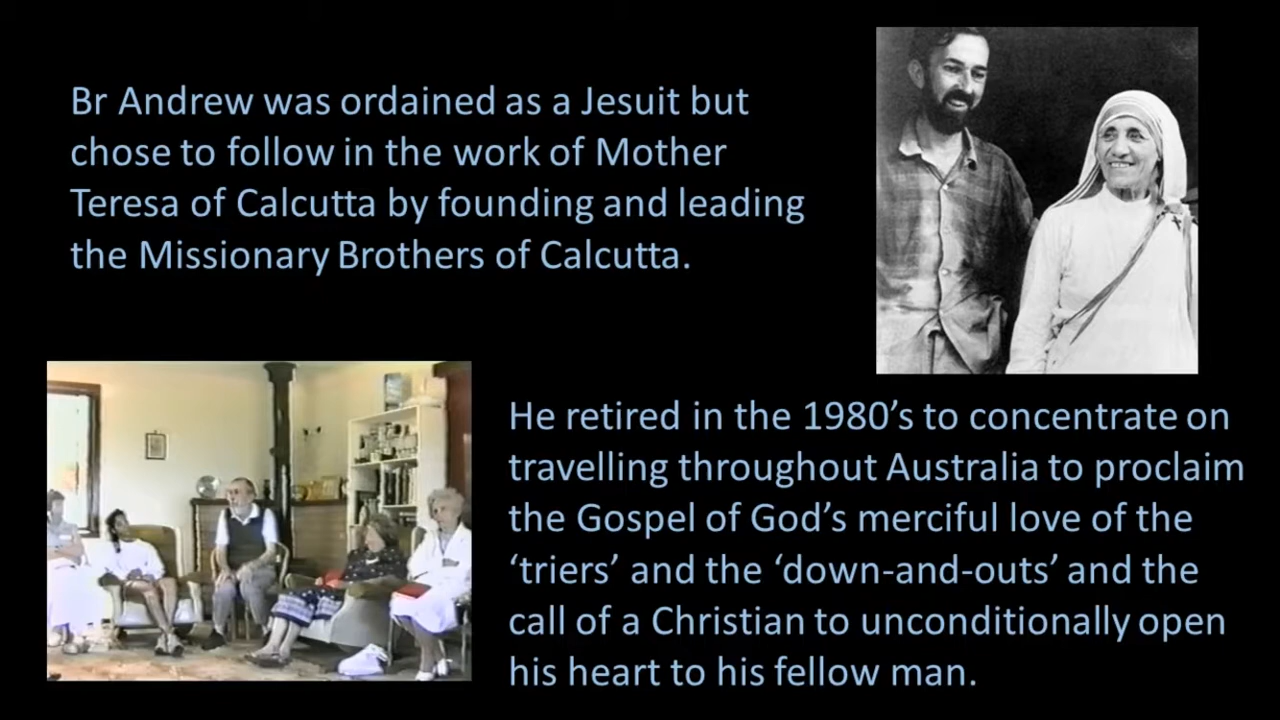 Br Andrew was ordained as a Jesuit but
chose to follow in the work of Mother
Teresa of Calcutta by founding and leading
the Missionary Brothers of Calcutta.
He retired in the 1980’s to concentrate on
travelling throughout Australia to proclaim
the Gospel of God’s merciful love of the
‘triers’ and the ‘down-and-outs’ and the
call of a Christian to unconditionally open
his heart to his fellow man.